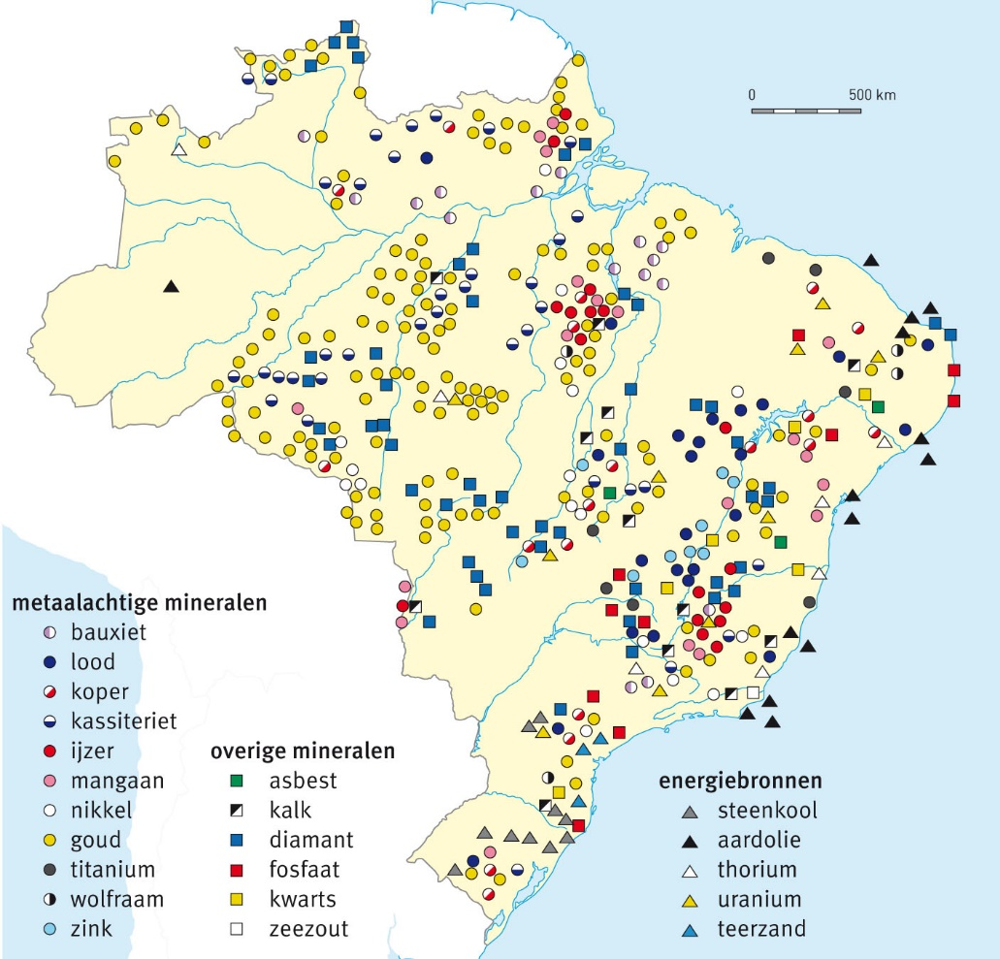 0 500 km
metaalachtige mineralen
bauxiet
lood
koper
kassiteriet
ijzer
mangaan
nikkel
goud
titanium
wolfraam
zink
overige mineralen
asbest
kalk
diamant
fosfaat
kwarts
zeezout
energiebronnen
steenkool
aardolie
thorium
uranium
teerzand